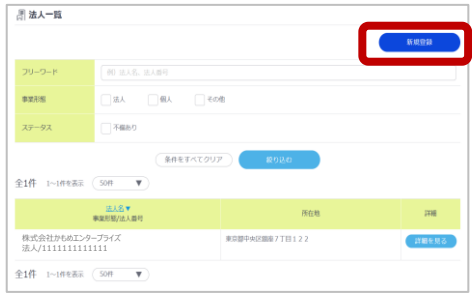 法人一覧
新規登録
フリーワード
例）法人名、法人番号
事業形態
法人 個人 その他
ステータス
不備あり
条件をすべてクリア 絞り込む
全1件 1～1件を表示 50件 ▼
法人名▼
事業形態/法人番号
所在地
詳細
株式会社かもめエンタープライズ
法人/1111111111111
東京都中央区銀座７丁目１２２
詳細を見る
全1件 1～1件を表示 50件 ▼